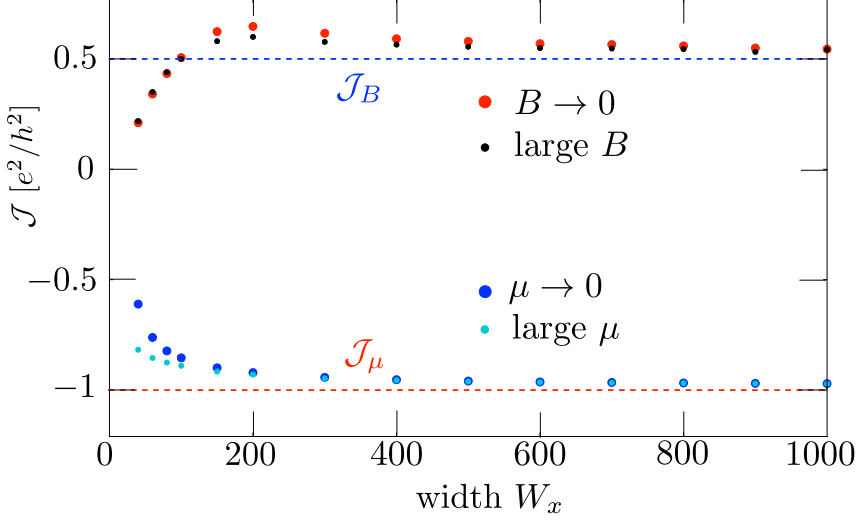 0.5
𝒥_B
B → 0
large B
0
𝒥 [e²/h²]
−0.5
μ → 0
large μ
𝒥_μ
−1
0 200 400 600 800 1000
width W_x